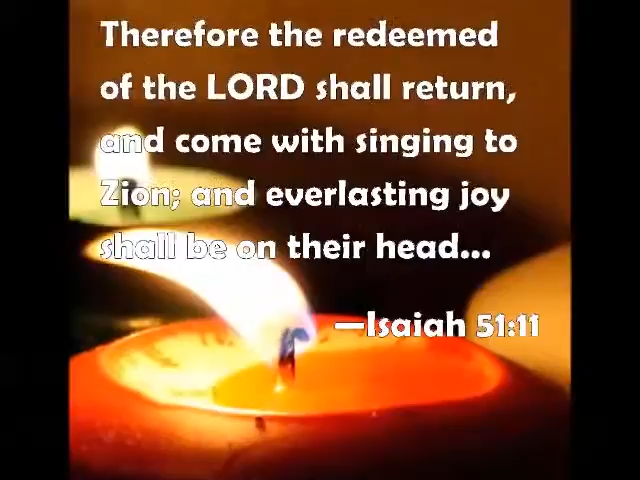 Therefore the redeemed
of the LORD shall return,
and come with singing to
Zion; and everlasting joy
shall be on their head...
—Isaiah 51:11